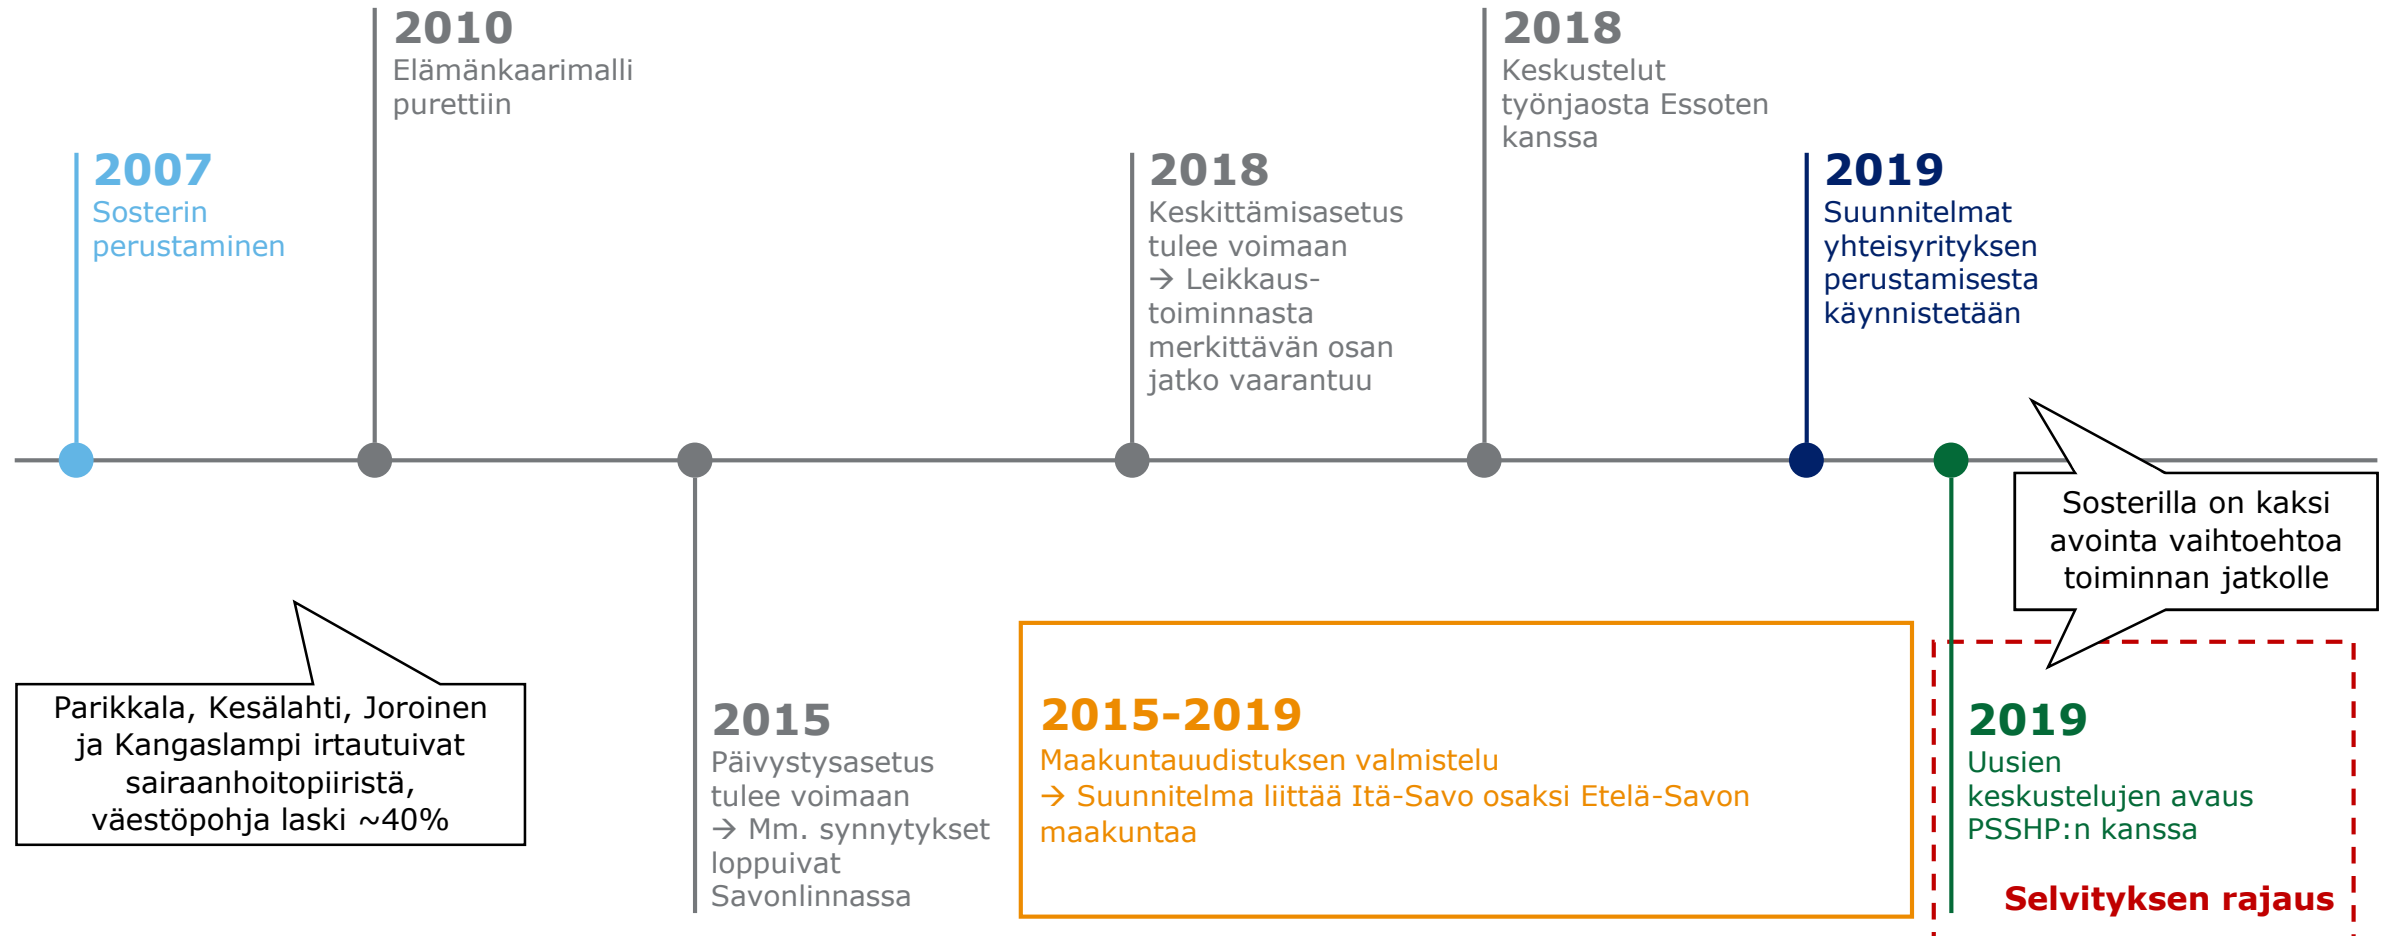 2010
Elämänkaarimalli
purettiin
2018
Keskustelut
työnjaosta Essoten
kanssa
2007
Sosterin
perustaminen
2018
Keskittämisasetus
tulee voimaan
→ Leikkaus-
toiminnasta
merkittävän osan
jatko vaarantuu
2019
Suunnitelmat
yhteisyrityksen
perustamisesta
käynnistetään
Sosterilla on kaksi
avointa vaihtoehtoa
toiminnan jatkolle
Parikkala, Kesälahti, Joroinen
ja Kangaslampi irtautuivat
sairaanhoitopiiristä,
väestöpohja laski ~40%
2015
Päivystysasetus
tulee voimaan
→ Mm. synnytykset
loppuivat
Savonlinnassa
2015-2019
Maakuntauudistuksen valmistelu
→ Suunnitelma liittää Itä-Savo osaksi Etelä-Savon
maakuntaa
2019
Uusien
keskustelujen avaus
PSSHP:n kanssa
Selvityksen rajaus